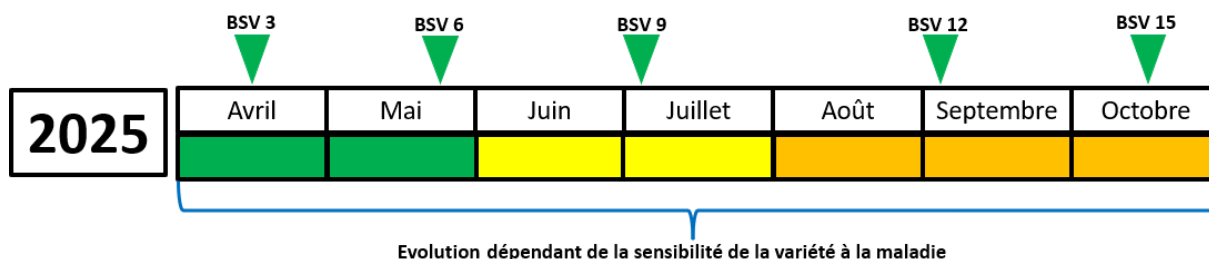 BSV 3 BSV 6 BSV 9 BSV 12 BSV 15
2025 Avril Mai Juin Juillet Août Septembre Octobre
Evolution dépendant de la sensibilité de la variété à la maladie